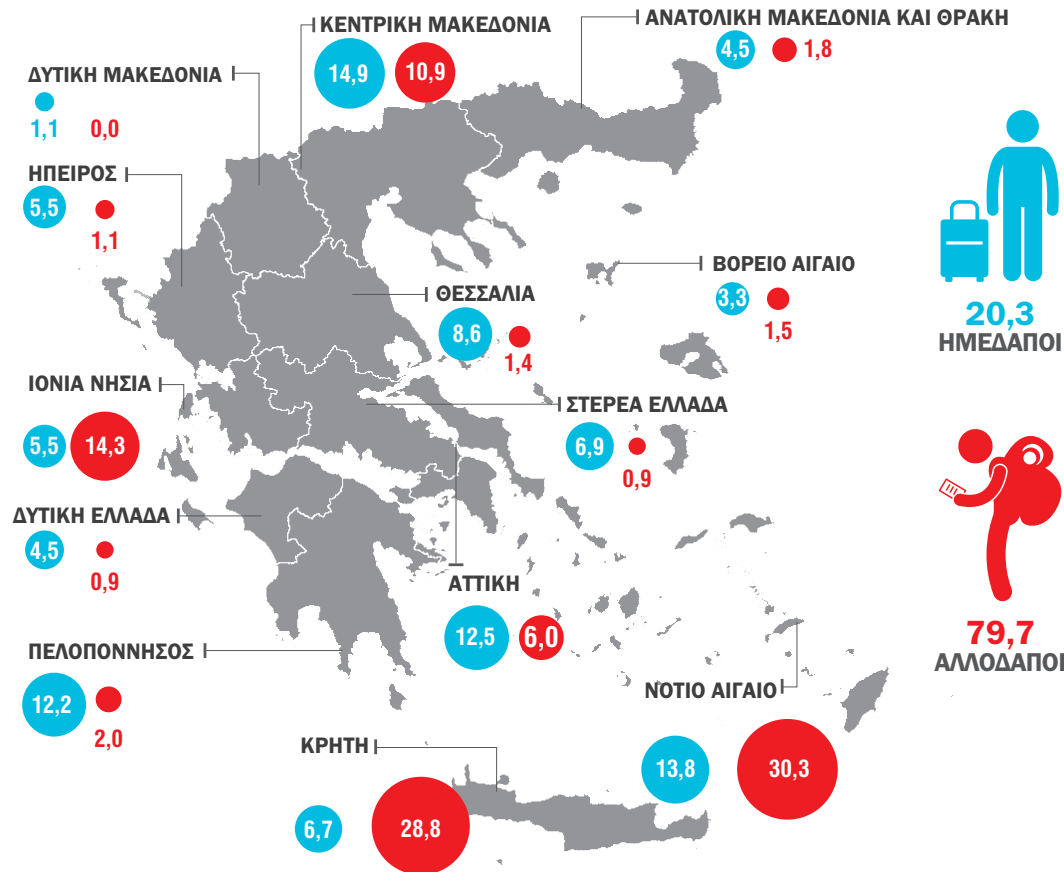 ΚΕΝΤΡΙΚΗ ΜΑΚΕΔΟΝΙΑ
14,9 10,9
ΑΝΑΤΟΛΙΚΗ ΜΑΚΕΔΟΝΙΑ ΚΑΙ ΘΡΑΚΗ
4,5 1,8
ΔΥΤΙΚΗ ΜΑΚΕΔΟΝΙΑ
1,1 0,0
ΗΠΕΙΡΟΣ
5,5
1,1
ΒΟΡΕΙΟ ΑΙΓΑΙΟ
3,3
1,5
ΘΕΣΣΑΛΙΑ
8,6
1,4
20,3
ΗΜΕΔΑΠΟΙ
ΙΟΝΙΑ ΝΗΣΙΑ
5,5 14,3
ΣΤΕΡΕΑ ΕΛΛΑΔΑ
6,9
0,9
ΔΥΤΙΚΗ ΕΛΛΑΔΑ
4,5
0,9
ΑΤΤΙΚΗ
12,5 6,0
79,7
ΑΛΛΟΔΑΠΟΙ
ΠΕΛΟΠΟΝΝΗΣΟΣ
12,2
2,0
ΝΟΤΙΟ ΑΙΓΑΙΟ
13,8 30,3
ΚΡΗΤΗ
6,7 28,8